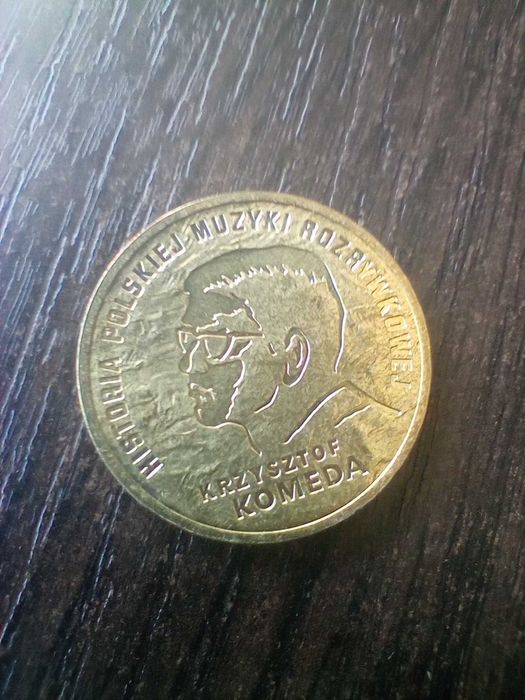 HISTORIA POLSKIEJ MUZYKI ROZRYWKOWEJ
KRZYSZTOF
KOMEDA